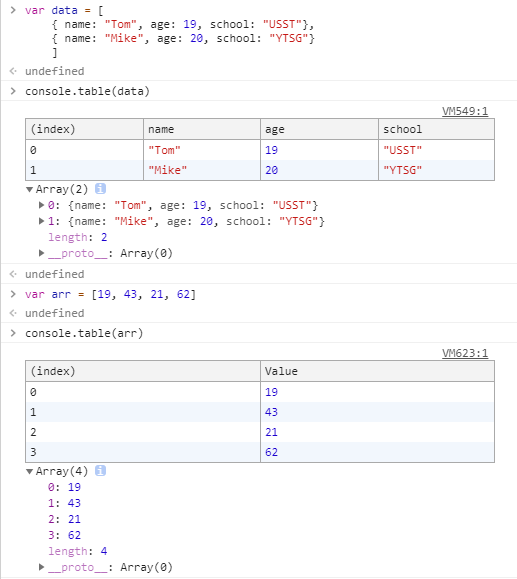 > var data = [
{ name: "Tom", age: 19, school: "USST"},
{ name: "Mike", age: 20, school: "YTSG"}
]
undefined
> console.table(data)
VM549:1
(index) name age school
0 "Tom" 19 "USST"
1 "Mike" 20 "YTSG"
Array(2) i
0: {name: "Tom", age: 19, school: "USST"}
1: {name: "Mike", age: 20, school: "YTSG"}
length: 2
__proto__: Array(0)
undefined
> var arr = [19, 43, 21, 62]
undefined
> console.table(arr)
VM623:1
(index) Value
0 19
1 43
2 21
3 62
Array(4) i
0: 19
1: 43
2: 21
3: 62
length: 4
__proto__: Array(0)